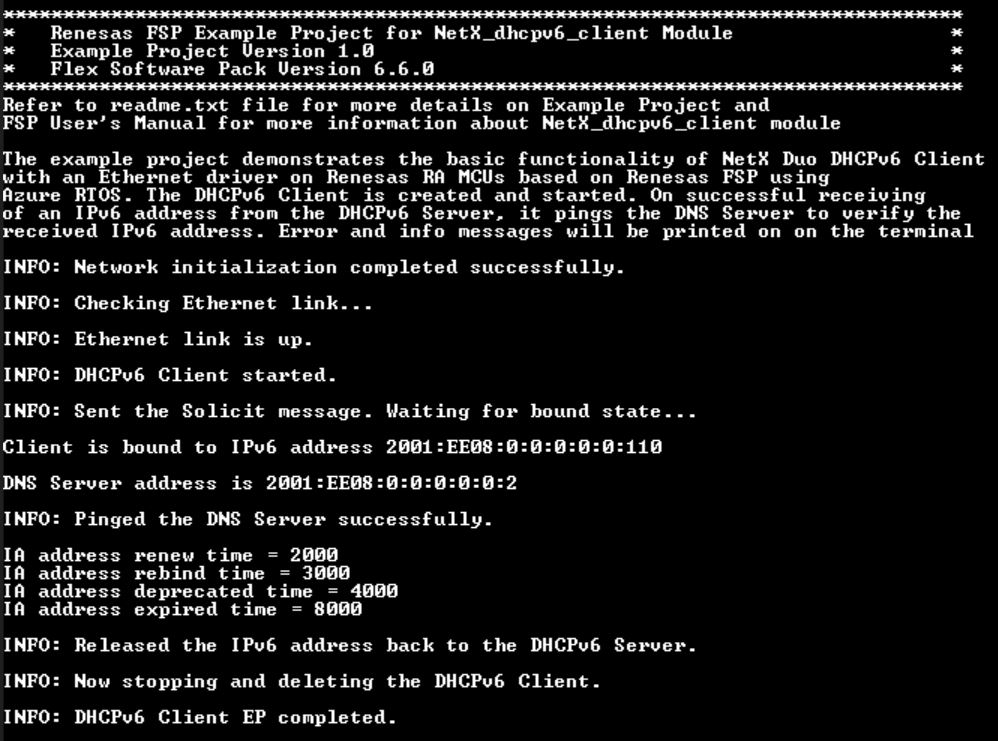 ********************************************************************************
*   Renesas FSP Example Project for NetX_dhcpv6_client Module                  *
*   Example Project Version 1.0                                                *
*   Flex Software Pack Version 6.6.0                                           *
********************************************************************************
Refer to readme.txt file for more details on Example Project and
FSP User's Manual for more information about NetX_dhcpv6_client module

The example project demonstrates the basic functionality of NetX Duo DHCPv6 Client
with an Ethernet driver on Renesas RA MCUs based on Renesas FSP using
Azure RTOS. The DHCPv6 Client is created and started. On successful receiving
of an IPv6 address from the DHCPv6 Server, it pings the DNS Server to verify the
received IPv6 address. Error and info messages will be printed on on the terminal

INFO: Network initialization completed successfully.

INFO: Checking Ethernet link...

INFO: Ethernet link is up.

INFO: DHCPv6 Client started.

INFO: Sent the Solicit message. Waiting for bound state...

Client is bound to IPv6 address 2001:EE08:0:0:0:0:0:110

DNS Server address is 2001:EE08:0:0:0:0:0:2

INFO: Pinged the DNS Server successfully.

IA address renew time = 2000
IA address rebind time = 3000
IA address deprecated time = 4000
IA address expired time = 8000

INFO: Released the IPv6 address back to the DHCPv6 Server.

INFO: Now stopping and deleting the DHCPv6 Client.

INFO: DHCPv6 Client EP completed.